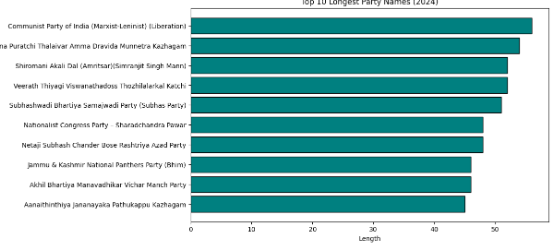 Top 10 Longest Party Names (2024)
Communist Party of India (Marxist-Leninist) (Liberation)
na Puratchi Thalaivar Amma Dravida Munnetra Kazhagam
Shiromani Akali Dal (Amritsar)(Simranjit Singh Mann)
Veerath Thiyagi Viswanathadoss Thozhilalarkal Katchi
Subhashwadi Bhartiya Samajwadi Party (Subhas Party)
Nationalist Congress Party – Sharadchandra Pawar
Netaji Subhash Chander Bose Rashtriya Azad Party
Jammu & Kashmir National Panthers Party (Bhim)
Akhil Bhartiya Manavadhikar Vichar Manch Party
Aanaithinthiya Jananayaka Pathukappu Kazhagam
0 10 20 30 40 50
Length